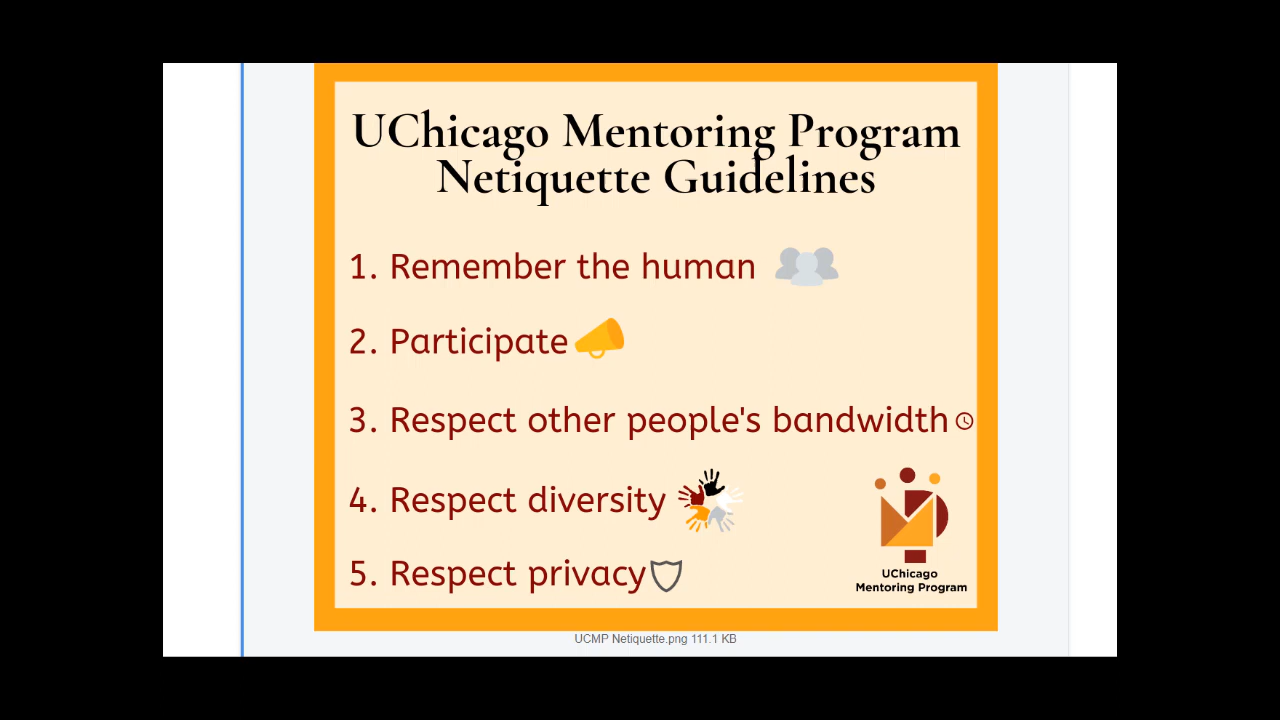 UChicago Mentoring Program
Netiquette Guidelines
1. Remember the human
2. Participate
3. Respect other people's bandwidth
4. Respect diversity
5. Respect privacy
UChicago
Mentoring Program
UCMP Netiquette.png 111.1 KB